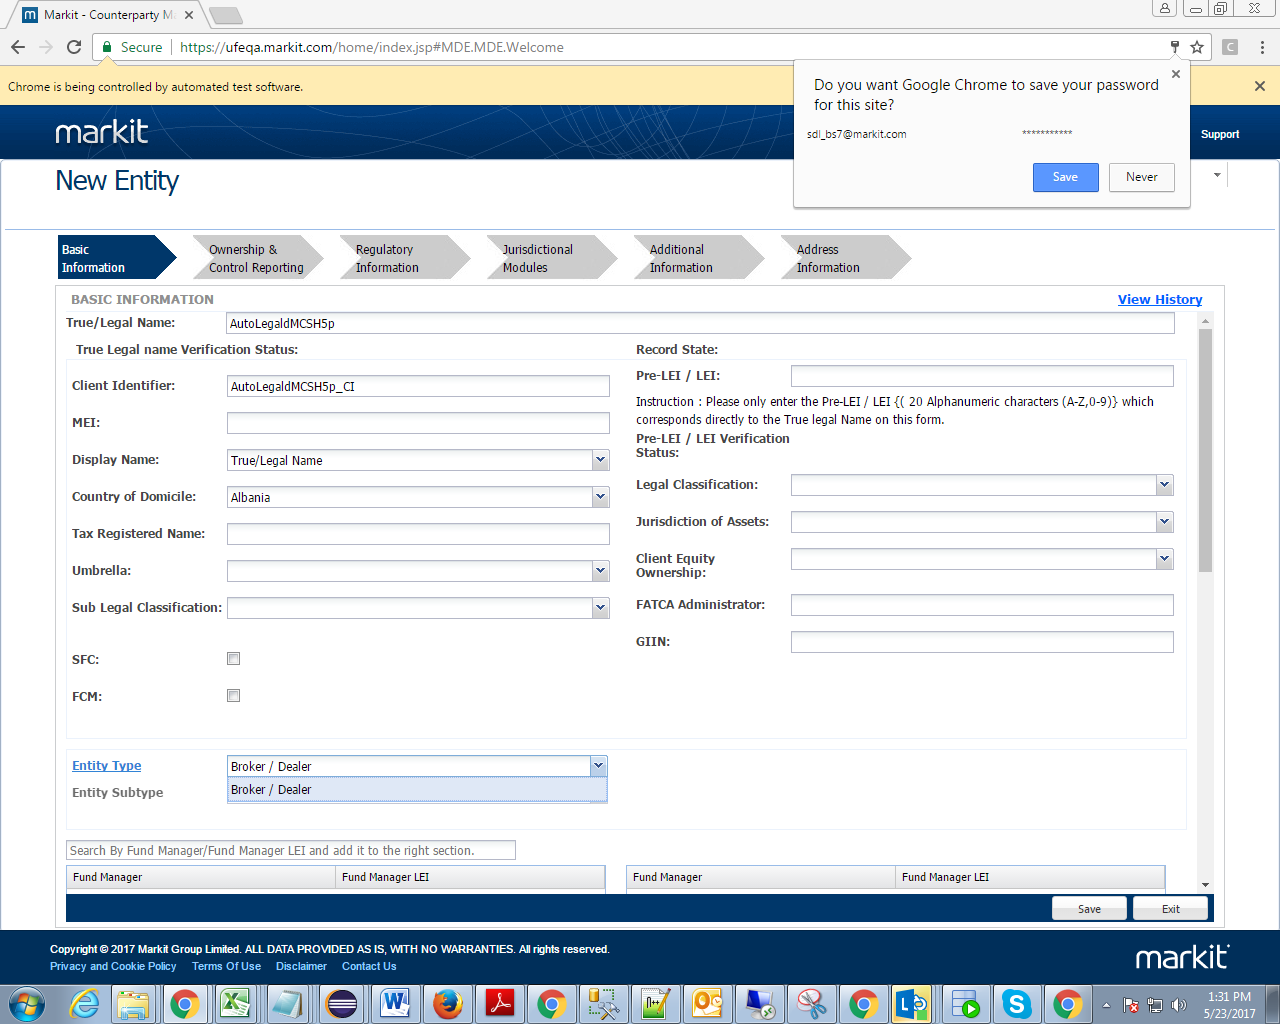 Markit - Counterparty M
Secure
https://ufeqa.markit.com/home/index.jsp#MDE.MDE.Welcome
Chrome is being controlled by automated test software.
Do you want Google Chrome to save your password
for this site?
sdl_bs7@markit.com ***********
Save Never
markit
Support
New Entity
Basic
Information
Ownership &
Control Reporting
Regulatory
Information
Jurisdictional
Modules
Additional
Information
Address
Information
BASIC INFORMATION
View History
True/Legal Name: AutoLegaldMCSH5p
True Legal name Verification Status:
Record State:
Client Identifier: AutoLegaldMCSH5p_CI
Pre-LEI / LEI:
Instruction : Please only enter the Pre-LEI / LEI {( 20 Alphanumeric characters (A-Z,0-9)} which
corresponds directly to the True legal Name on this form.
MEI:
Pre-LEI / LEI Verification
Status:
Display Name: True/Legal Name
Legal Classification:
Country of Domicile: Albania
Jurisdiction of Assets:
Tax Registered Name:
Client Equity
Ownership:
Umbrella:
FATCA Administrator:
Sub Legal Classification:
GIIN:
SFC:
FCM:
Entity Type Broker / Dealer
Broker / Dealer
Entity Subtype
Search By Fund Manager/Fund Manager LEI and add it to the right section.
Fund Manager Fund Manager LEI Fund Manager Fund Manager LEI
Save Exit
Copyright © 2017 Markit Group Limited. ALL DATA PROVIDED AS IS, WITH NO WARRANTIES. All rights reserved.
Privacy and Cookie Policy Terms Of Use Disclaimer Contact Us
markit
1:31 PM
5/23/2017